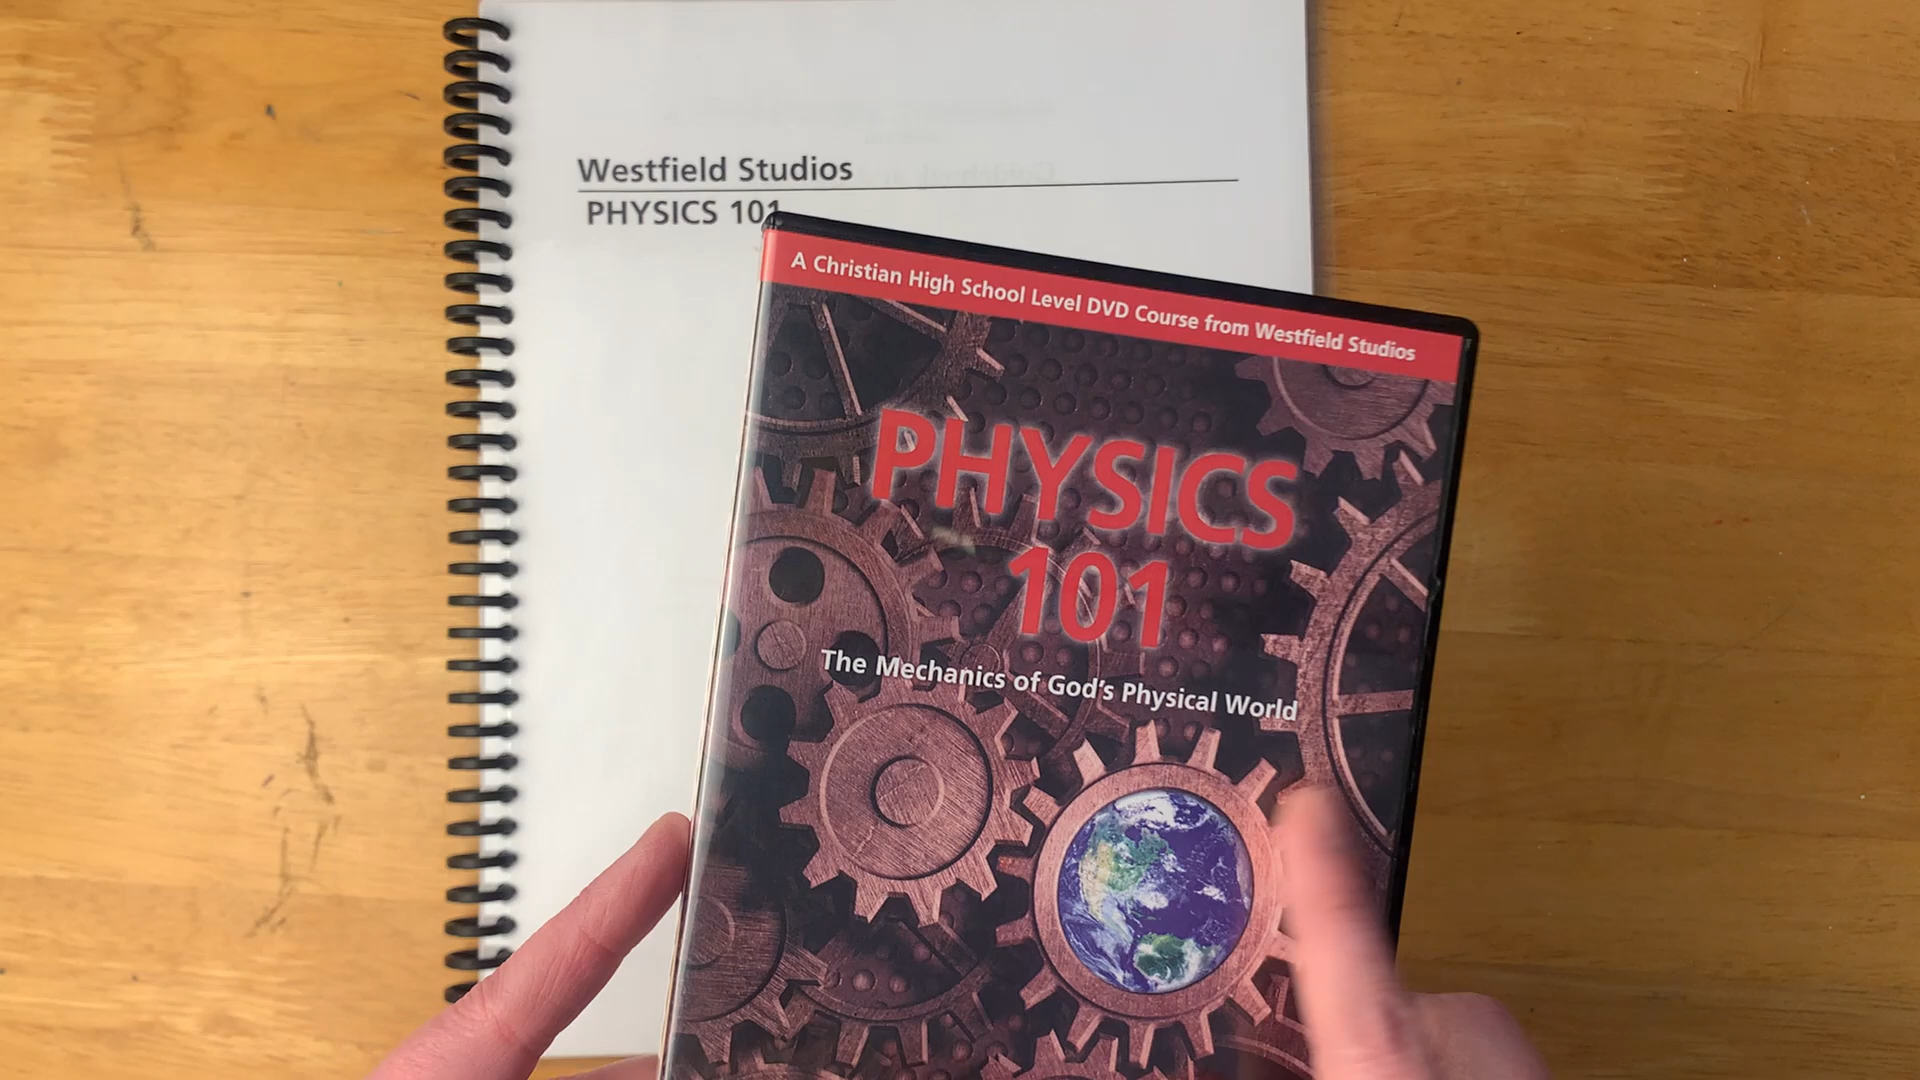 Westfield Studios
PHYSICS 101
A Christian High School Level DVD Course from Westfield Studios
PHYSICS
101
The Mechanics of God's Physical World